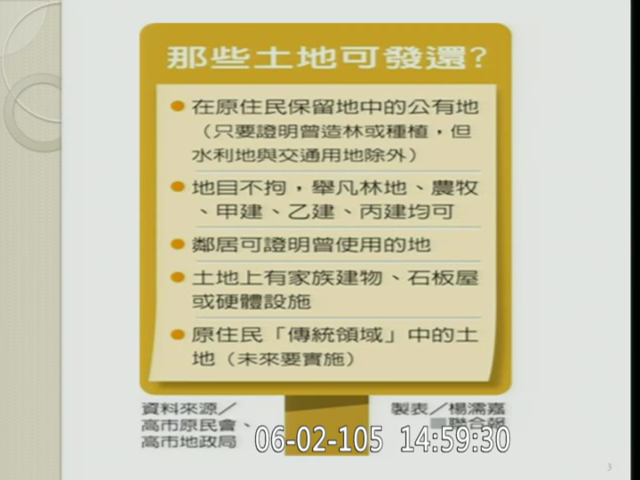 那些土地可發還?
●在原住民保留地中的公有地
（只要證明曾造林或種植，但
水利地與交通用地除外）
●地目不拘，舉凡林地、農牧
、甲建、乙建、丙建均可
●鄰居可證明曾使用的地
●土地上有家族建物、石板屋
或硬體設施
●原住民「傳統領域」中的土
地（未來要實施）
資料來源／
高市原民會、
高市地政局
製表／楊濡嘉
■聯合報
06-02-105 14:59:30
3